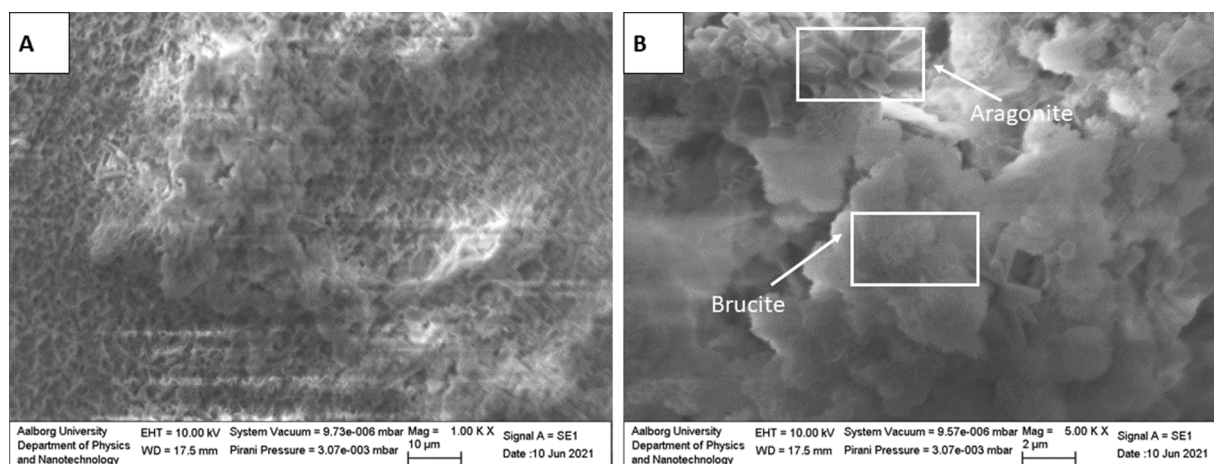 A
Aalborg University
Department of Physics
and Nanotechnology
EHT = 10.00 kV
WD = 17.5 mm
System Vacuum = 9.73e-006 mbar
Pirani Pressure = 3.07e-003 mbar
Mag = 1.00 K X
10 µm
Signal A = SE1
Date :10 Jun 2021
B
Aragonite
Brucite
Aalborg University
Department of Physics
and Nanotechnology
EHT = 10.00 kV
WD = 17.5 mm
System Vacuum = 9.57e-006 mbar
Pirani Pressure = 3.07e-003 mbar
Mag = 5.00 K X
2 µm
Signal A = SE1
Date :10 Jun 2021